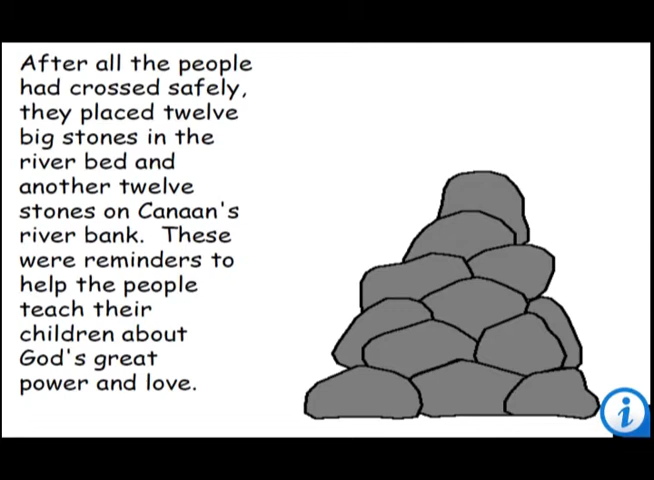 After all the people
had crossed safely,
they placed twelve
big stones in the
river bed and
another twelve
stones on Canaan's
river bank.  These
were reminders to
help the people
teach their
children about
God's great
power and love.
i